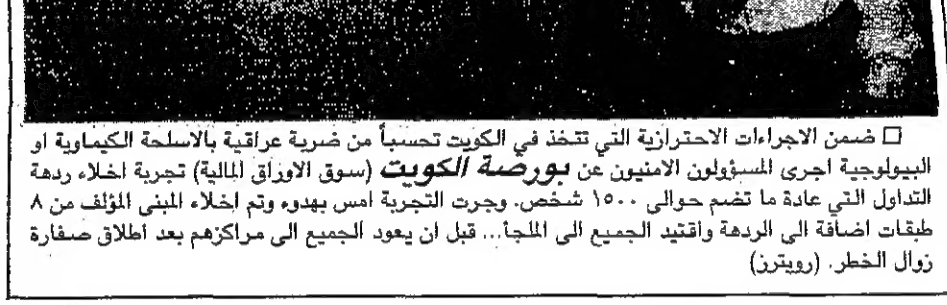 □ ضمن الاجراءات الاحترازية التي تتخذ في الكويت تحسباً من ضربة عراقية بالاسلحة الكيماوية او
البيولوجية اجرى المسؤولون الامنيون عن بورصة الكويت (سوق الاوراق المالية) تجربة اخلاء ردهة
التداول التي عادة ما تضم حوالى ١٥٠٠ شخص. وجرت التجربة امس بهدوء وتم اخلاء المبنى المؤلف من ٨
طبقات اضافة الى الردهة واقتيد الجميع الى الملجأ... قبل ان يعود الجميع الى مراكزهم بعد اطلاق صفارة
زوال الخطر. (رويترز)